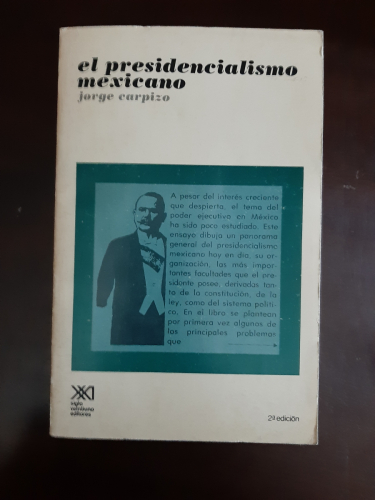 el presidencialismo
mexicano
jorge carpizo
A pesar del interés creciente
que despierta, el tema del
poder ejecutivo en México
ha sido poco estudiado. Este
ensayo dibuja un panorama
general del presidencialismo
mexicano hoy en día, su or-
ganización, las más impor-
tantes facultades que el pre-
sidente posee, derivadas tan-
to de la constitución, de la
ley, como del sistema políti-
co. En el libro se plantean
por primera vez algunos de
los principales problemas
que
siglo
veintiuno
editores
2ª edición